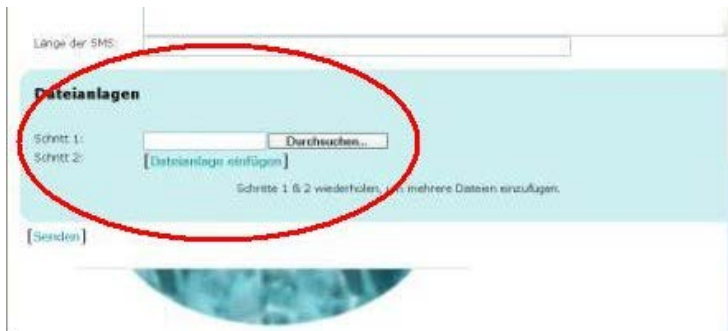 Länge der SMS:
Dateianlagen
Schritt 1: Durchsuchen...
Schritt 2: [Dateianlage einfügen]
Schritte 1 & 2 wiederholen, um mehrere Dateien einzufügen.
[Senden]